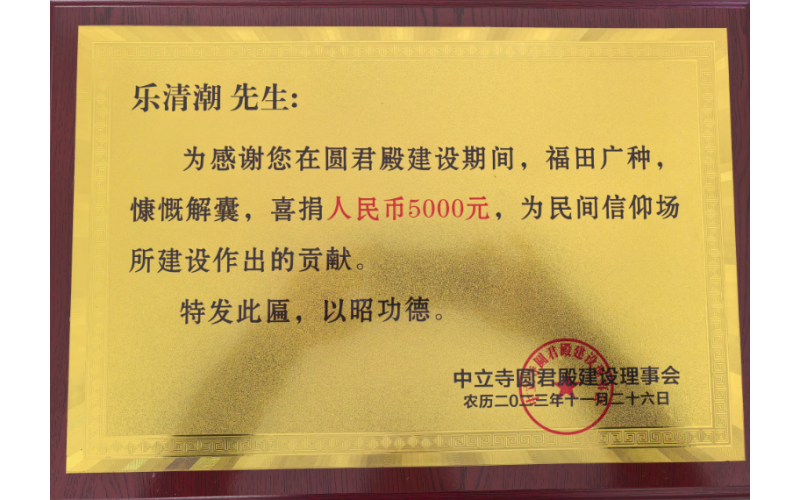 乐清潮 先生:
为感谢您在圆君殿建设期间，福田广种，
慷慨解囊，喜捐人民币5000元，为民间信仰场
所建设作出的贡献。
特发此匾，以昭功德。
中立寺圆君殿建设理事会
农历二0二三年十一月二十六日